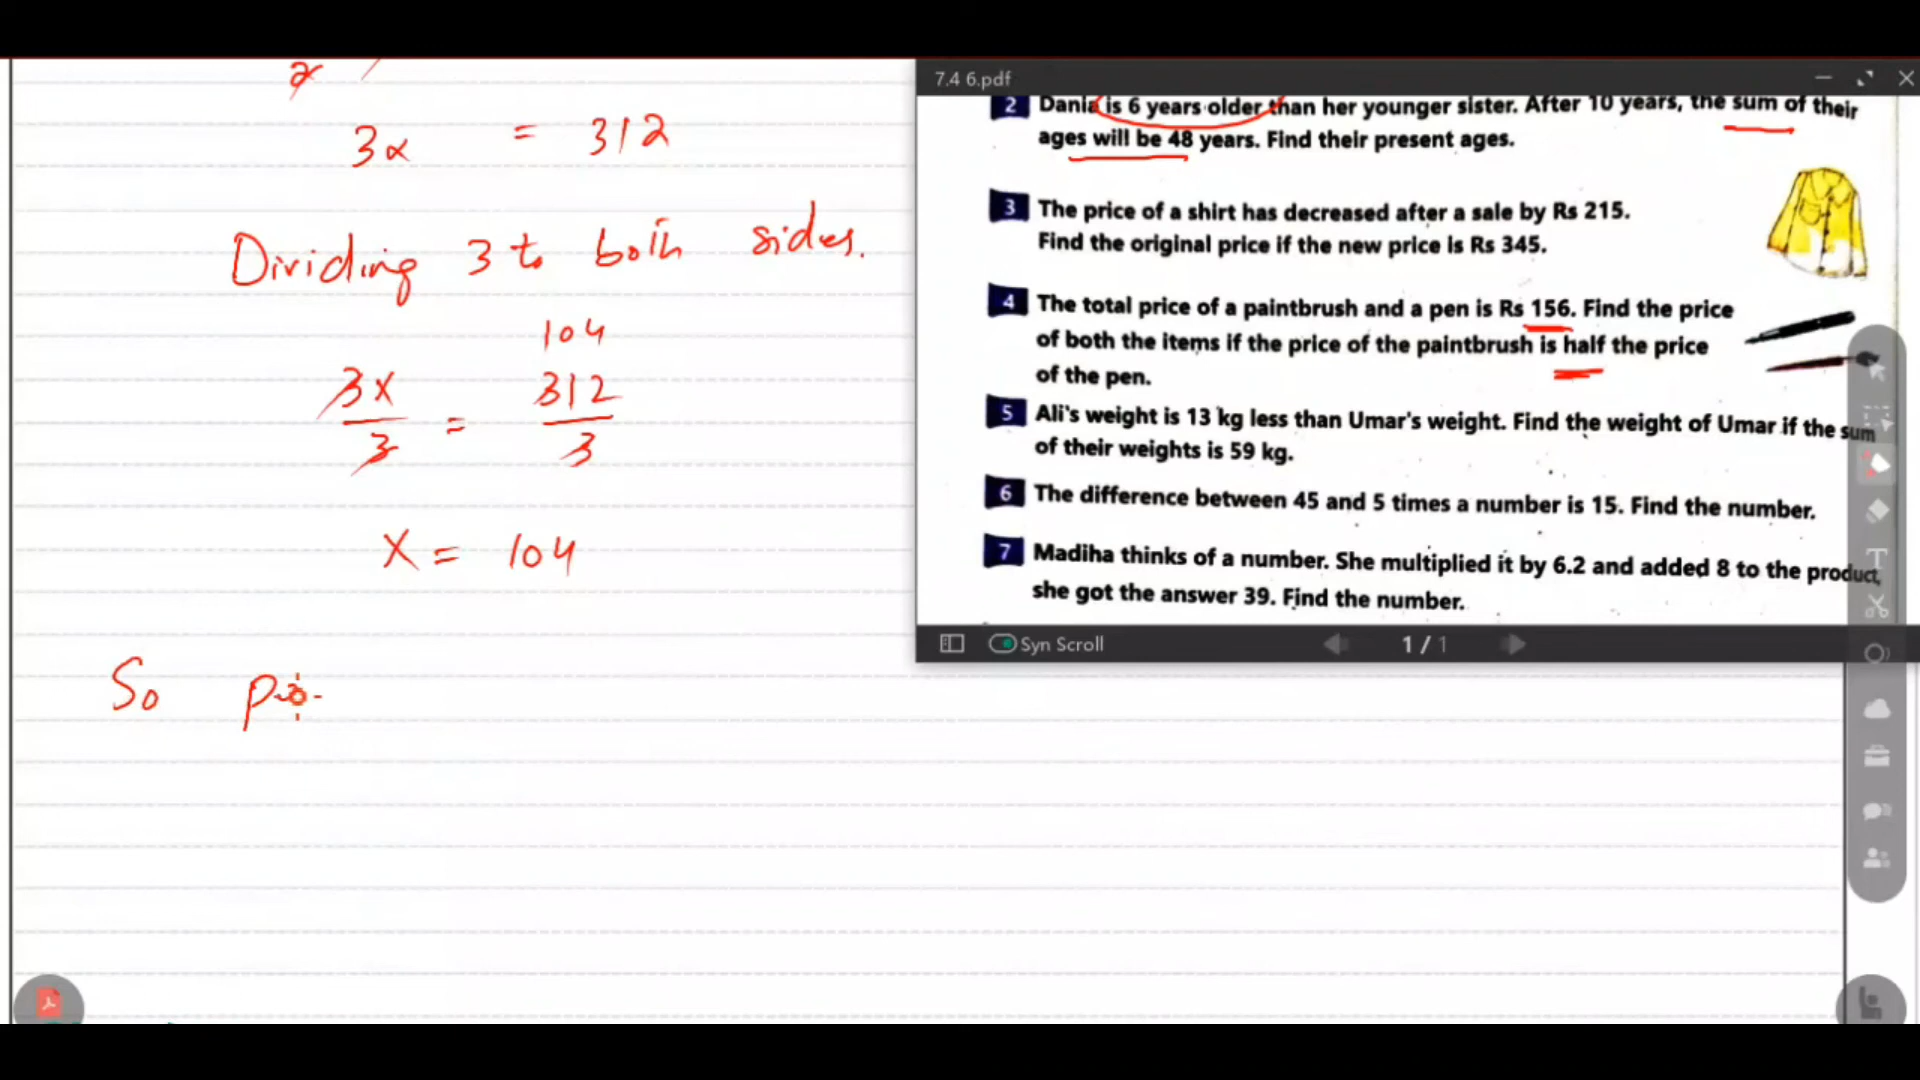 3x = 312
Dividing 3 to both sides.
104
3x = 312
3 3
x = 104
So
7.4 6.pdf
2 Dania is 6 years older than her younger sister. After 10 years, the sum of their
ages will be 48 years. Find their present ages.
3 The price of a shirt has decreased after a sale by Rs 215.
Find the original price if the new price is Rs 345.
4 The total price of a paintbrush and a pen is Rs 156. Find the price
of both the items if the price of the paintbrush is half the price
of the pen.
5 Ali's weight is 13 kg less than Umar's weight. Find the weight of Umar if the sum
of their weights is 59 kg.
6 The difference between 45 and 5 times a number is 15. Find the number.
7 Madiha thinks of a number. She multiplied it by 6.2 and added 8 to the product,
she got the answer 39. Find the number.
Syn Scroll 1 / 1
T